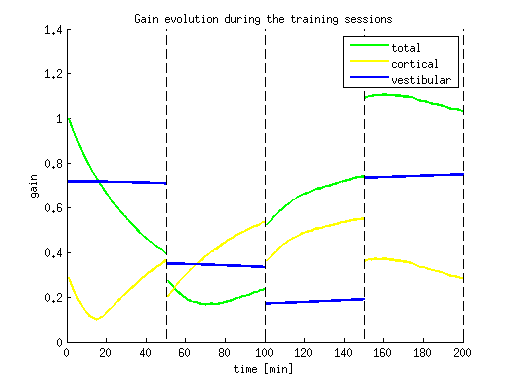 Gain evolution during the training sessions
1.4
1.2
1
0.8
0.6
0.4
0.2
0
gain
total
cortical
vestibular
0 20 40 60 80 100 120 140 160 180 200
time [min]